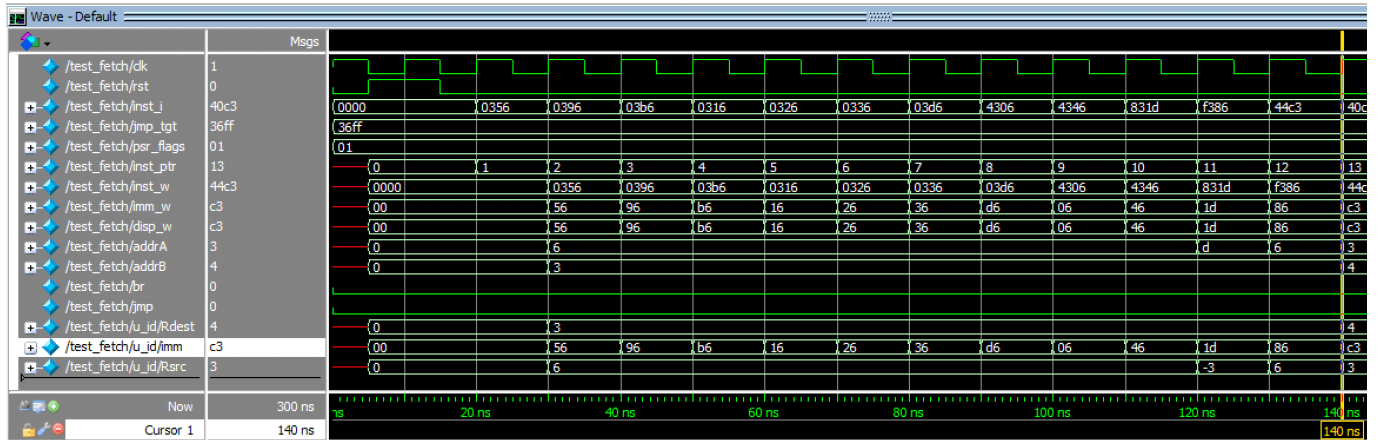 Wave - Default
Msgs
/test_fetch/clk 1
/test_fetch/rst 0
/test_fetch/inst_i 40c3 0000 0356 0396 03b6 0316 0326 0336 03d6 4306 4346 831d f386 44c3 40c
/test_fetch/jmp_tgt 36ff 36ff
/test_fetch/psr_flags 01 01
/test_fetch/inst_ptr 13 0 1 2 3 4 5 6 7 8 9 10 11 12 13
/test_fetch/inst_w 44c3 0000 0356 0396 03b6 0316 0326 0336 03d6 4306 4346 831d f386 44c
/test_fetch/imm_w c3 00 56 96 b6 16 26 36 d6 06 46 1d 86 c3
/test_fetch/disp_w c3 00 56 96 b6 16 26 36 d6 06 46 1d 86 c3
/test_fetch/addrA 3 0 6 d 6 3
/test_fetch/addrB 4 0 3 4
/test_fetch/br 0
/test_fetch/jmp 0
/test_fetch/u_id/Rdest 4 0 3 4
/test_fetch/u_id/imm c3 00 56 96 b6 16 26 36 d6 06 46 1d 86 c3
/test_fetch/u_id/Rsrc 3 0 6 -3 6 3
Now 300 ns ns 20 ns 40 ns 60 ns 80 ns 100 ns 120 ns 140 ns
Cursor 1 140 ns 140 ns